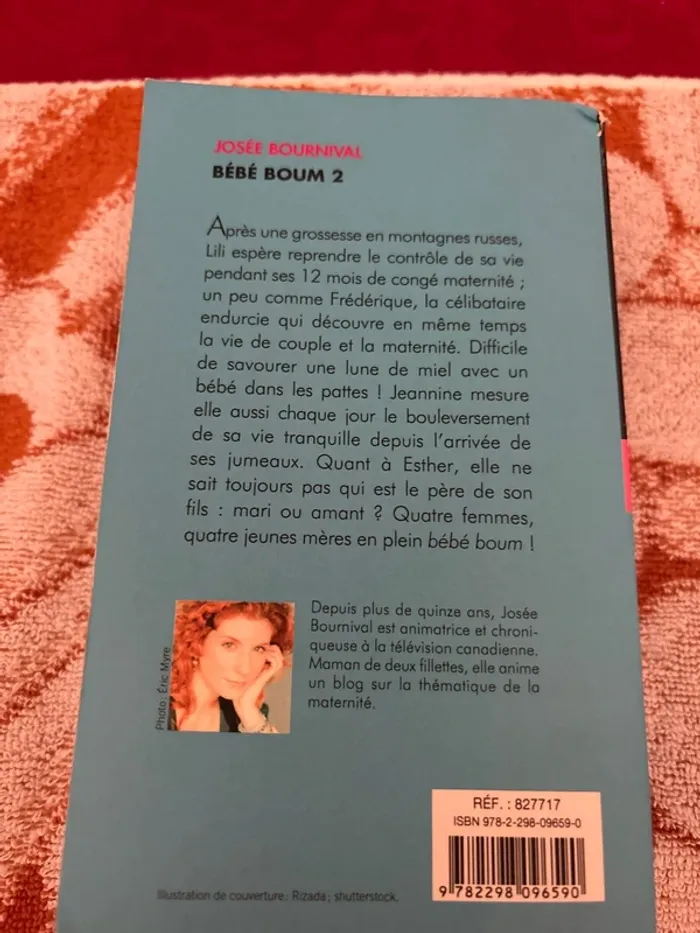 JOSÉE BOURNIVAL
BÉBÉ BOUM 2
Après une grossesse en montagnes russes,
Lili espère reprendre le contrôle de sa vie
pendant ses 12 mois de congé maternité ;
un peu comme Frédérique, la célibataire
endurcie qui découvre en même temps
la vie de couple et la maternité. Difficile
de savourer une lune de miel avec un
bébé dans les pattes ! Jeannine mesure
elle aussi chaque jour le bouleversement
de sa vie tranquille depuis l'arrivée de
ses jumeaux. Quant à Esther, elle ne
sait toujours pas qui est le père de son
fils : mari ou amant ? Quatre femmes,
quatre jeunes mères en plein bébé boum !
Photo : Éric Myre
Depuis plus de quinze ans, Josée
Bournival est animatrice et chroni-
queuse à la télévision canadienne.
Maman de deux fillettes, elle anime
un blog sur la thématique de la
maternité.
RÉF. : 827717
ISBN 978-2-298-09659-0
9 782298 096590
Illustration de couverture : Rizada ; shutterstock.